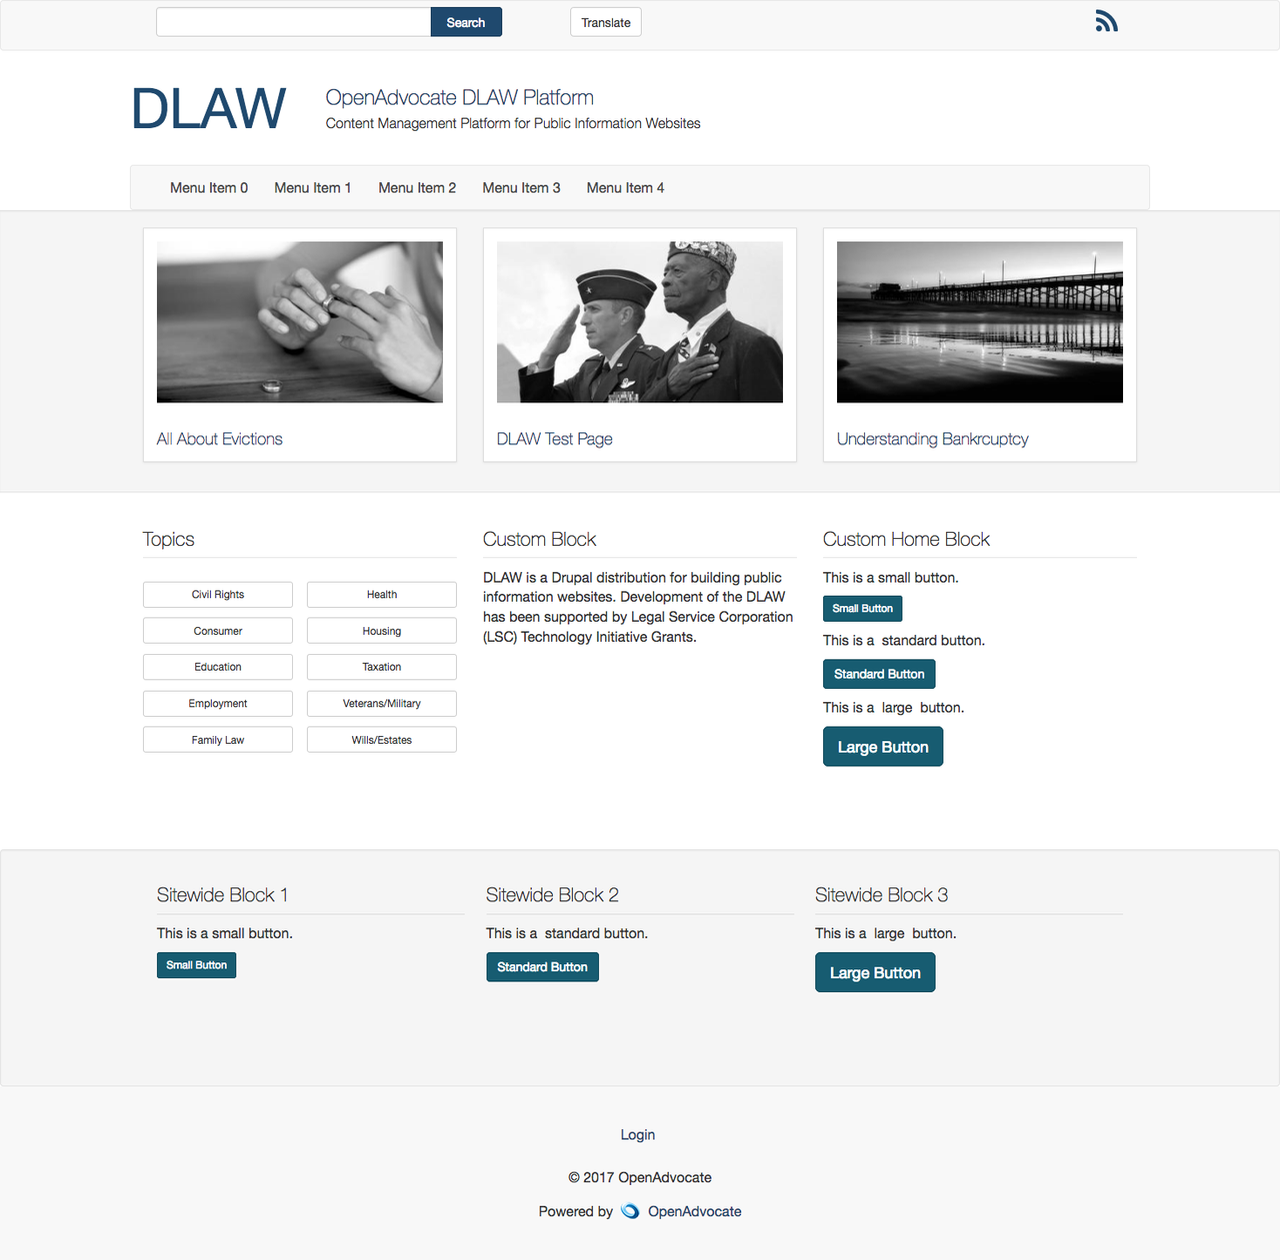 Search
Translate
DLAW
OpenAdvocate DLAW Platform
Content Management Platform for Public Information Websites
Menu Item 0
Menu Item 1
Menu Item 2
Menu Item 3
Menu Item 4
All About Evictions
DLAW Test Page
Understanding Bankrcuptcy
Topics
Civil Rights
Health
Consumer
Housing
Education
Taxation
Employment
Veterans/Military
Family Law
Wills/Estates
Custom Block
DLAW is a Drupal distribution for building public
information websites. Development of the DLAW
has been supported by Legal Service Corporation
(LSC) Technology Initiative Grants.
Custom Home Block
This is a small button.
Small Button
This is a  standard button.
Standard Button
This is a  large  button.
Large Button
Sitewide Block 1
This is a small button.
Small Button
Sitewide Block 2
This is a  standard button.
Standard Button
Sitewide Block 3
This is a  large  button.
Large Button
Login
© 2017 OpenAdvocate
Powered by OpenAdvocate